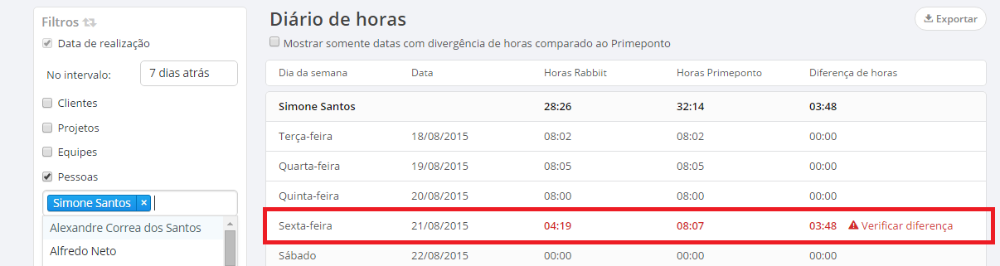 Filtros
Data de realização
No intervalo: 7 dias atrás
Clientes
Projetos
Equipes
Pessoas
Simone Santos ×
Alexandre Correa dos Santos
Alfredo Neto
Diário de horas
Exportar
Mostrar somente datas com divergência de horas comparado ao Primeponto
Dia da semana Data Horas Rabbiit Horas Primeponto Diferença de horas
Simone Santos 28:26 32:14 03:48
Terça-feira 18/08/2015 08:02 08:02 00:00
Quarta-feira 19/08/2015 08:05 08:05 00:00
Quinta-feira 20/08/2015 08:00 08:00 00:00
Sexta-feira 21/08/2015 04:19 08:07 03:48 Verificar diferença
Sábado 22/08/2015 00:00 00:00 00:00